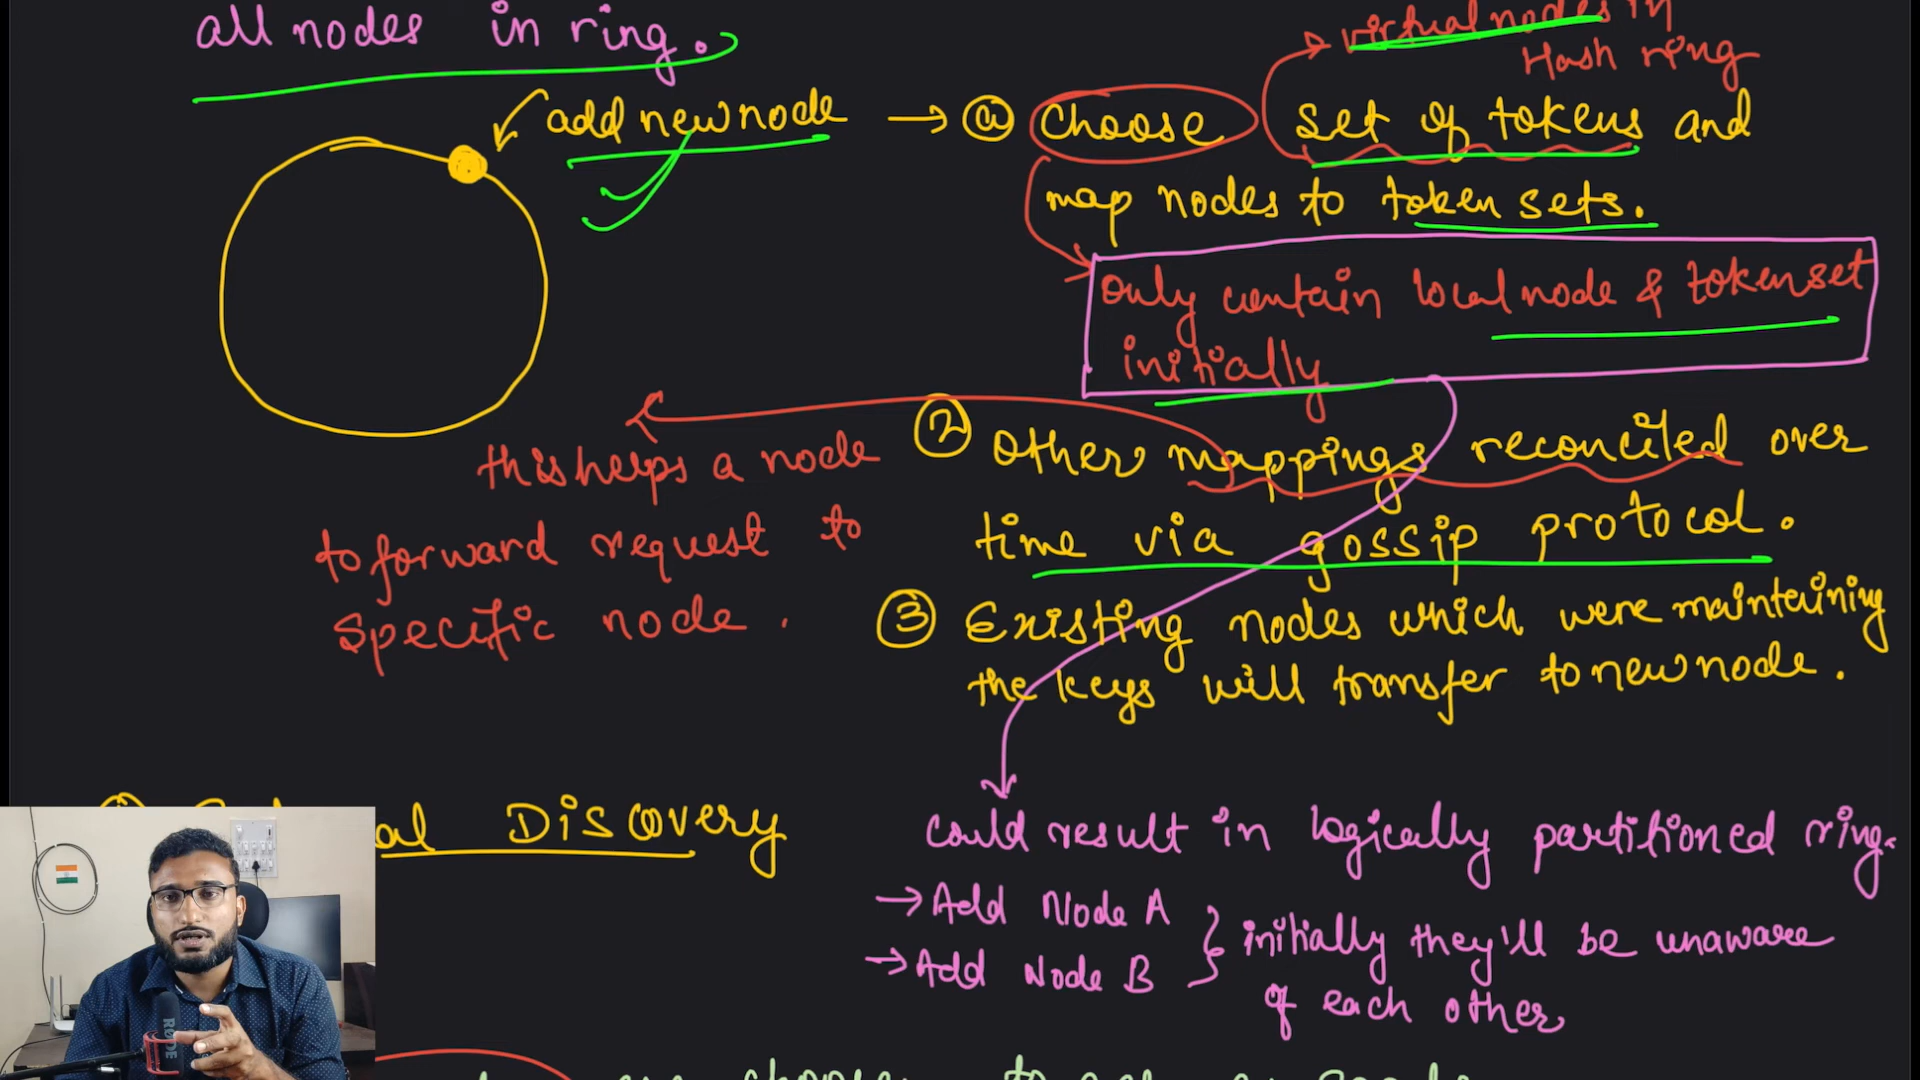 all nodes in ring.
virtual nodes in
Hash ring
add new node → ⓐ Choose set of tokens and
map nodes to token sets.
only contain local node & token set
initially
② Other mappings reconciled over
time via gossip protocol.
this helps a node
to forward request to
specific node.
③ Existing nodes which were maintaining
the keys will transfer to new node.
al Discovery
could result in logically partitioned ring.
→ Add Node A
→ Add Node B
initially they'll be unaware
of each other
RODE